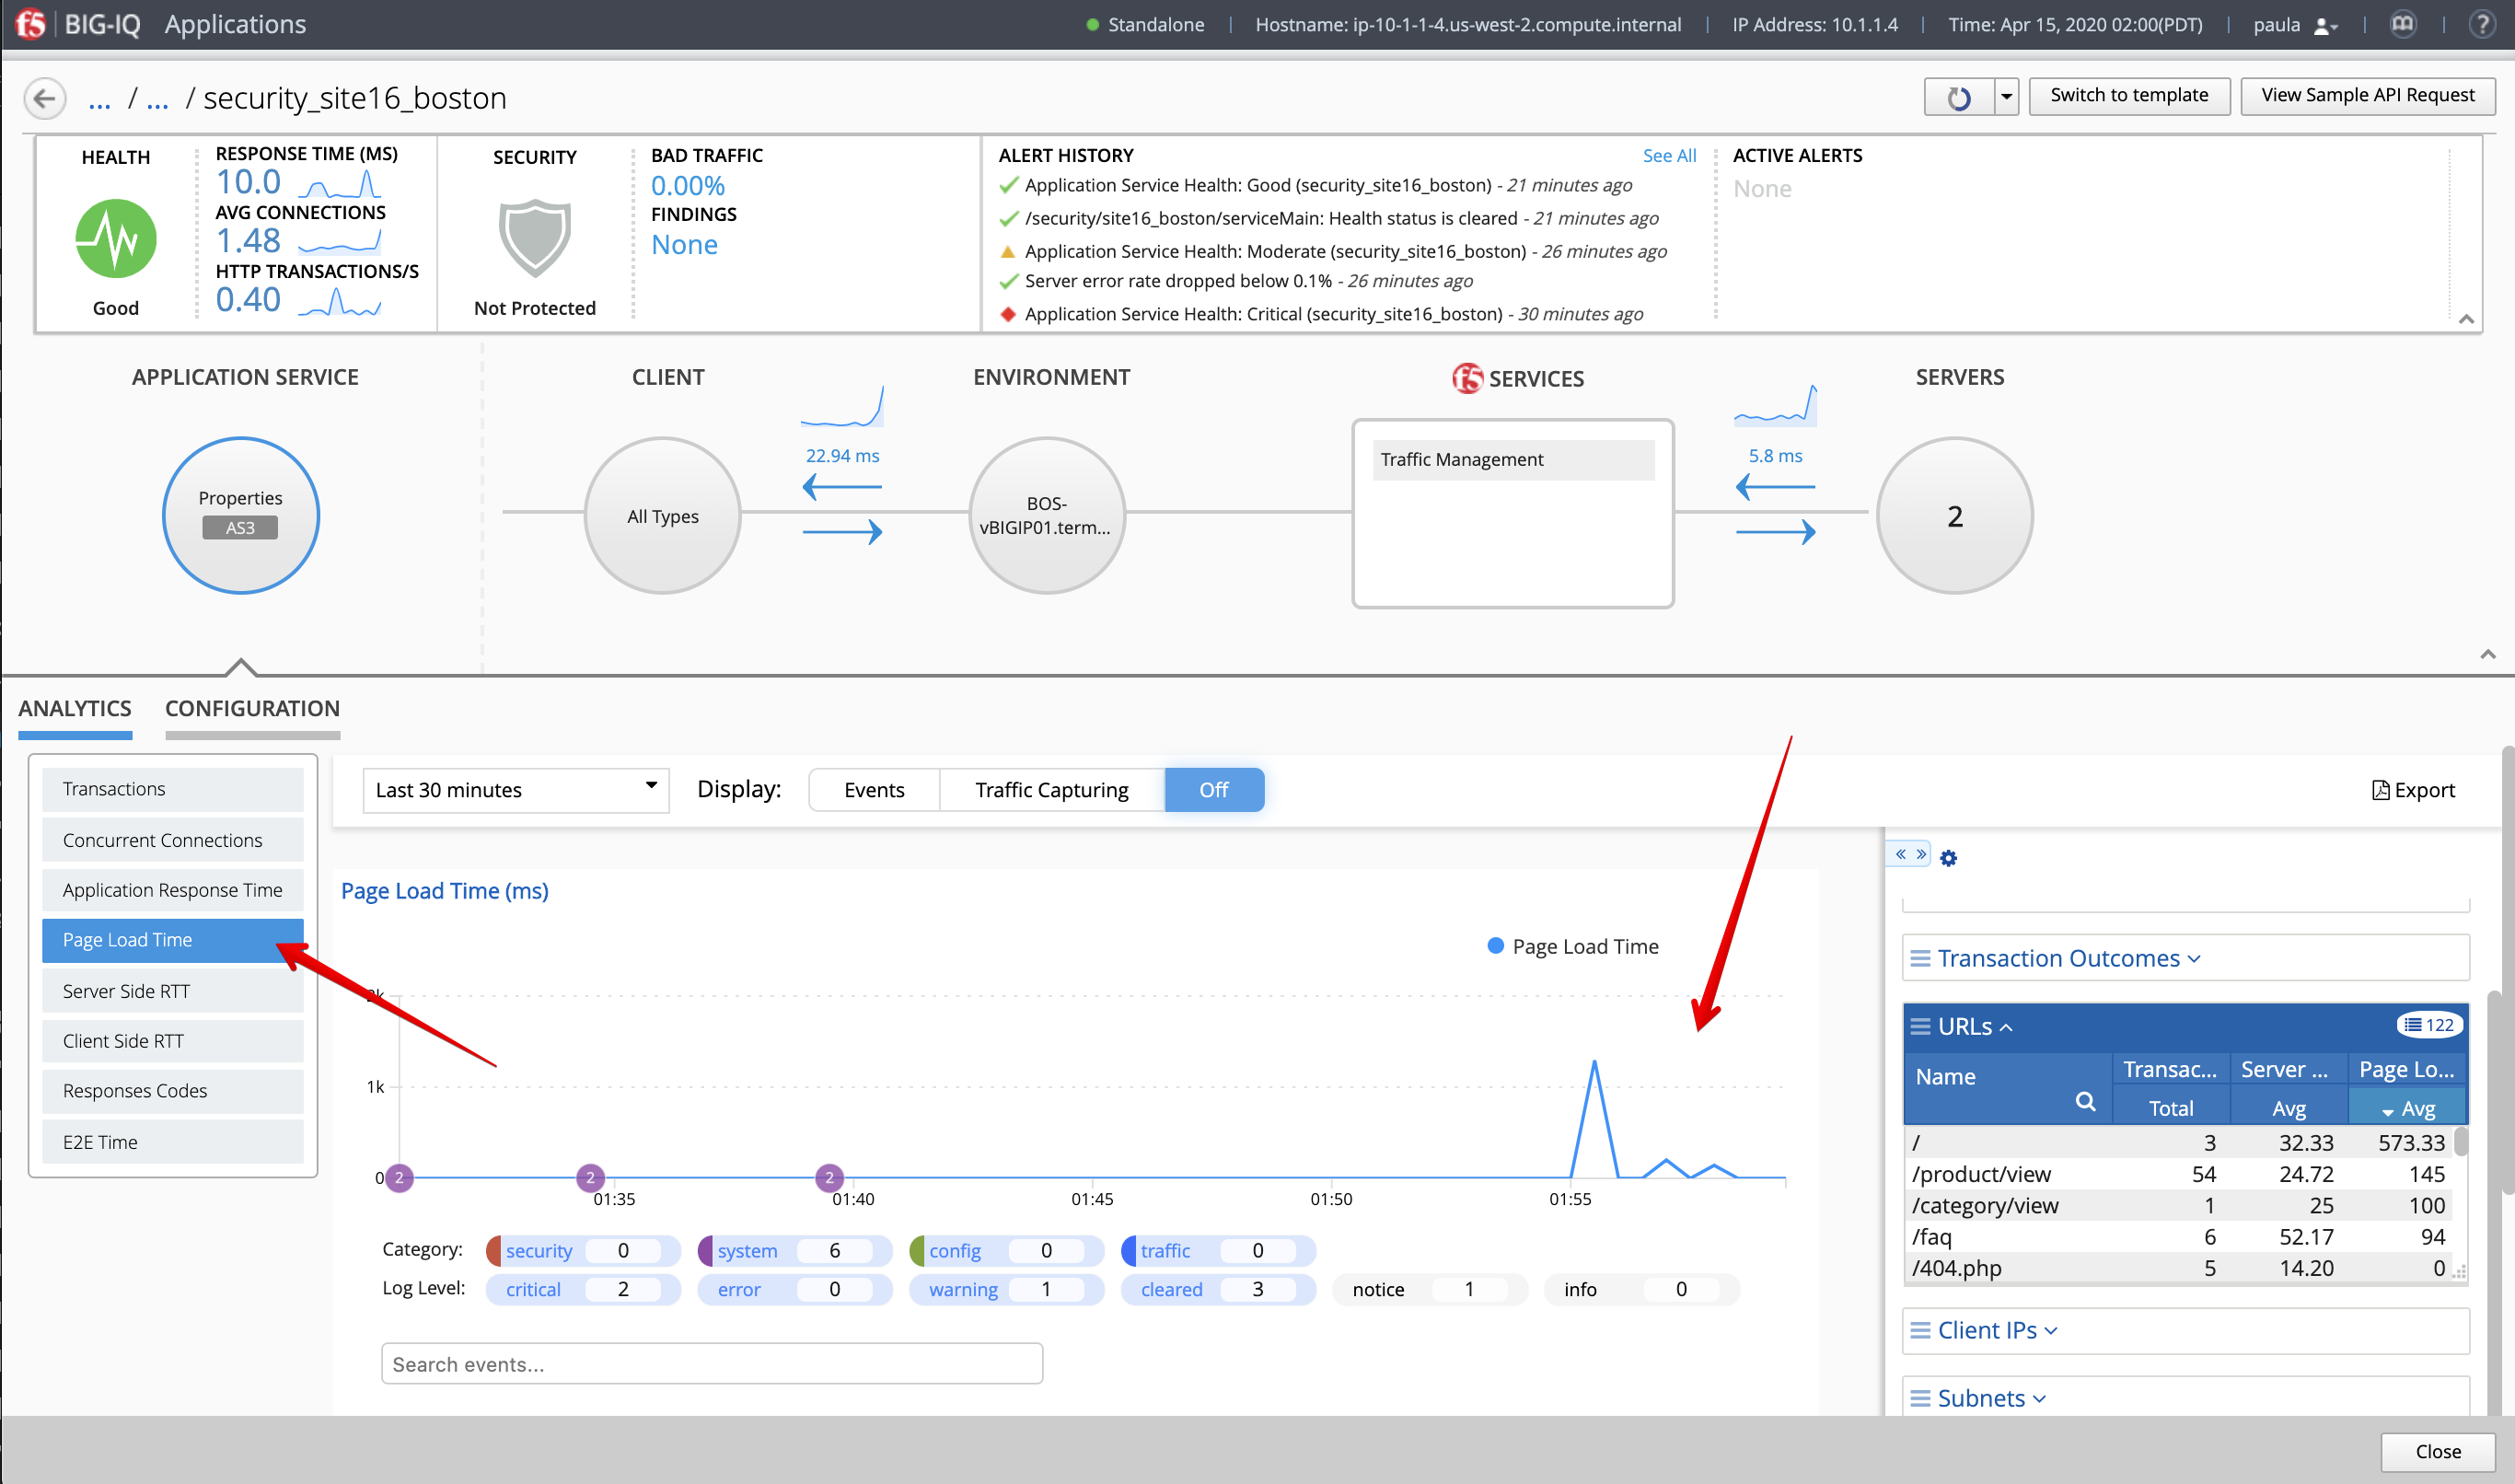 f5 BIG-IQ Applications
Standalone | Hostname: ip-10-1-1-4.us-west-2.compute.internal | IP Address: 10.1.1.4 | Time: Apr 15, 2020 02:00(PDT) | paula | | ?
... / ... / security_site16_boston
Switch to template
View Sample API Request
HEALTH
Good
RESPONSE TIME (MS)
10.0
AVG CONNECTIONS
1.48
HTTP TRANSACTIONS/S
0.40
SECURITY
Not Protected
BAD TRAFFIC
0.00%
FINDINGS
None
ALERT HISTORY
See All
Application Service Health: Good (security_site16_boston) - 21 minutes ago
/security/site16_boston/serviceMain: Health status is cleared - 21 minutes ago
Application Service Health: Moderate (security_site16_boston) - 26 minutes ago
Server error rate dropped below 0.1% - 26 minutes ago
Application Service Health: Critical (security_site16_boston) - 30 minutes ago
ACTIVE ALERTS
None
APPLICATION SERVICE
Properties
AS3
CLIENT
All Types
22.94 ms
ENVIRONMENT
BOS-
vBIGIP01.term...
f5 SERVICES
Traffic Management
5.8 ms
SERVERS
2
ANALYTICS
CONFIGURATION
Transactions
Concurrent Connections
Application Response Time
Page Load Time
Server Side RTT
Client Side RTT
Responses Codes
E2E Time
Last 30 minutes
Display:
Events
Traffic Capturing
Off
Export
Page Load Time (ms)
Page Load Time
2k
1k
0
2
2
2
01:35
01:40
01:45
01:50
01:55
Category: security 0 system 6 config 0 traffic 0
Log Level: critical 2 error 0 warning 1 cleared 3 notice 1 info 0
Search events...
« »
Transaction Outcomes
URLs
122
Name Transac... Server ... Page Lo...
Total Avg Avg
/ 3 32.33 573.33
/product/view 54 24.72 145
/category/view 1 25 100
/faq 6 52.17 94
/404.php 5 14.20 0
Client IPs
Subnets
Close